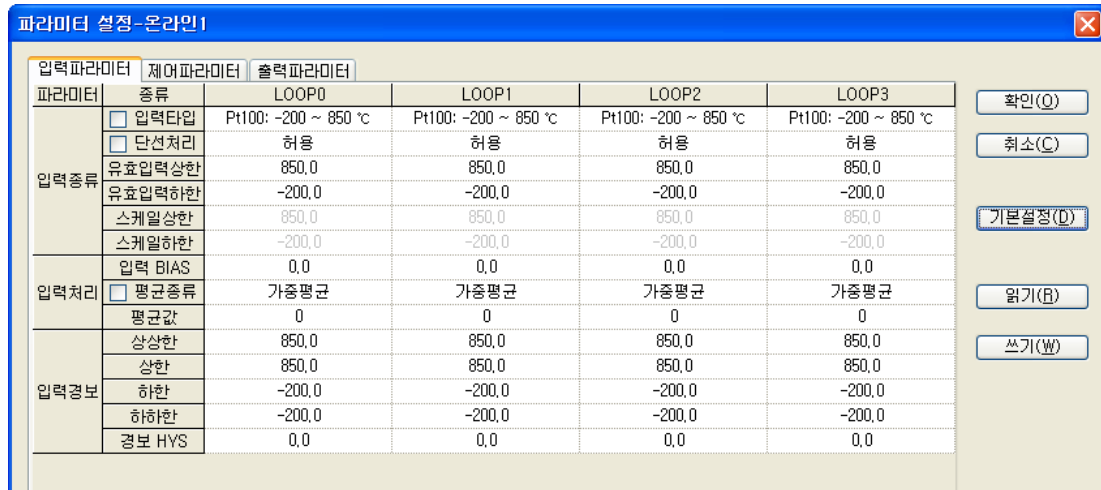 파라미터 설정-온라인1
입력파라미터 제어파라미터 출력파라미터
파라미터 종류 LOOP0 LOOP1 LOOP2 LOOP3
입력종류
입력타입 Pt100: -200 ~ 850 ℃ Pt100: -200 ~ 850 ℃ Pt100: -200 ~ 850 ℃ Pt100: -200 ~ 850 ℃
단선처리 허용 허용 허용 허용
유효입력상한 850,0 850,0 850,0 850,0
유효입력하한 -200,0 -200,0 -200,0 -200,0
스케일상한 850,0 850,0 850,0 850,0
스케일하한 -200,0 -200,0 -200,0 -200,0
입력처리
입력 BIAS 0,0 0,0 0,0 0,0
평균종류 가중평균 가중평균 가중평균 가중평균
평균값 0 0 0 0
입력경보
상상한 850,0 850,0 850,0 850,0
상한 850,0 850,0 850,0 850,0
하한 -200,0 -200,0 -200,0 -200,0
하하한 -200,0 -200,0 -200,0 -200,0
경보 HYS 0,0 0,0 0,0 0,0
확인(O)
취소(C)
기본설정(D)
읽기(R)
쓰기(W)